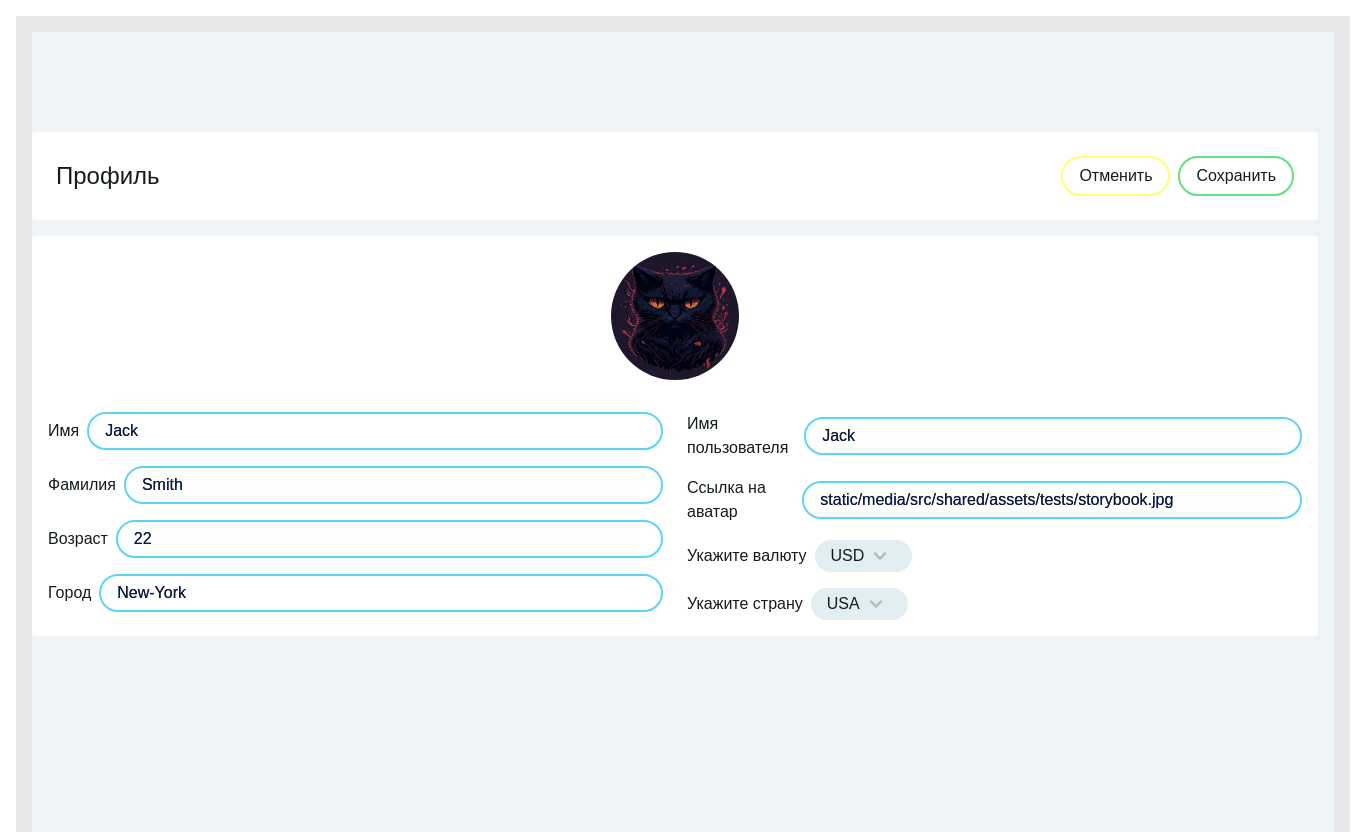 Профиль
Отменить
Сохранить
Имя
Jack
Фамилия
Smith
Возраст
22
Город
New-York
Имя
пользователя
Jack
Ссылка на
аватар
static/media/src/shared/assets/tests/storybook.jpg
Укажите валюту
USD
Укажите страну
USA